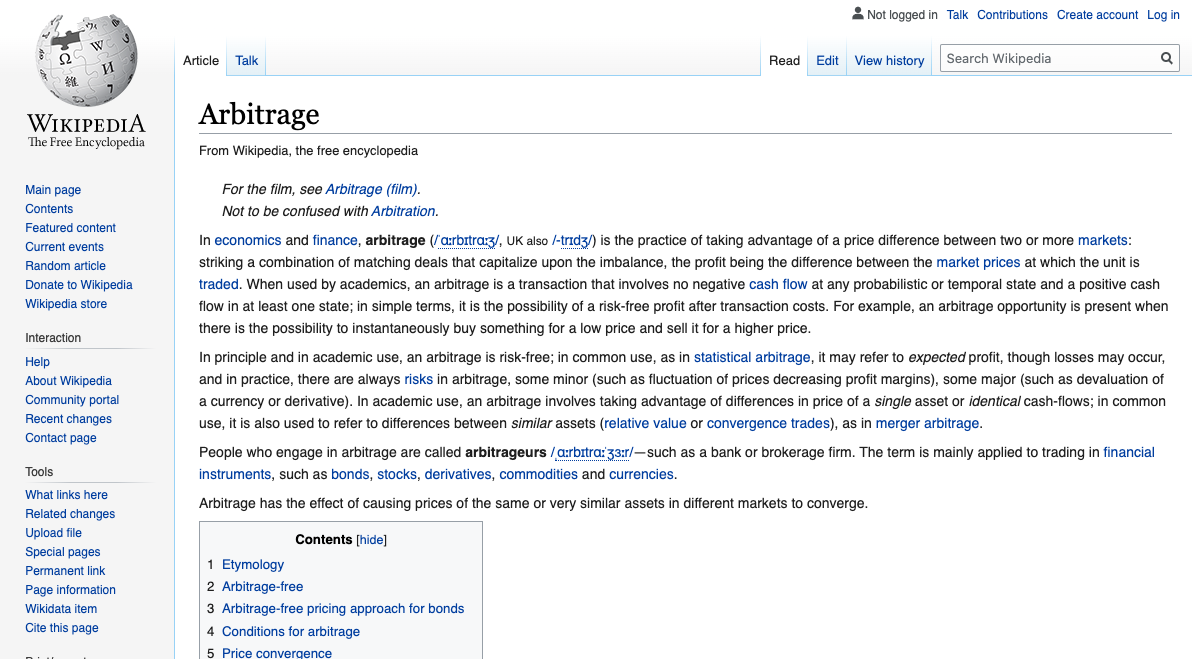 Not logged in Talk Contributions Create account Log in
Article Talk Read Edit View history Search Wikipedia
WIKIPEDIA
The Free Encyclopedia
Main page
Contents
Featured content
Current events
Random article
Donate to Wikipedia
Wikipedia store
Interaction
Help
About Wikipedia
Community portal
Recent changes
Contact page
Tools
What links here
Related changes
Upload file
Special pages
Permanent link
Page information
Wikidata item
Cite this page
Arbitrage
From Wikipedia, the free encyclopedia
For the film, see Arbitrage (film).
Not to be confused with Arbitration.
In economics and finance, arbitrage (/ˈɑːrbɪtrɑːʒ/, UK also /-trɪdʒ/) is the practice of taking advantage of a price difference between two or more markets:
striking a combination of matching deals that capitalize upon the imbalance, the profit being the difference between the market prices at which the unit is
traded. When used by academics, an arbitrage is a transaction that involves no negative cash flow at any probabilistic or temporal state and a positive cash
flow in at least one state; in simple terms, it is the possibility of a risk-free profit after transaction costs. For example, an arbitrage opportunity is present when
there is the possibility to instantaneously buy something for a low price and sell it for a higher price.
In principle and in academic use, an arbitrage is risk-free; in common use, as in statistical arbitrage, it may refer to expected profit, though losses may occur,
and in practice, there are always risks in arbitrage, some minor (such as fluctuation of prices decreasing profit margins), some major (such as devaluation of
a currency or derivative). In academic use, an arbitrage involves taking advantage of differences in price of a single asset or identical cash-flows; in common
use, it is also used to refer to differences between similar assets (relative value or convergence trades), as in merger arbitrage.
People who engage in arbitrage are called arbitrageurs /ˌɑːrbɪtrɑːˈʒɜːr/—such as a bank or brokerage firm. The term is mainly applied to trading in financial
instruments, such as bonds, stocks, derivatives, commodities and currencies.
Arbitrage has the effect of causing prices of the same or very similar assets in different markets to converge.
Contents [hide]
1 Etymology
2 Arbitrage-free
3 Arbitrage-free pricing approach for bonds
4 Conditions for arbitrage
5 Price convergence